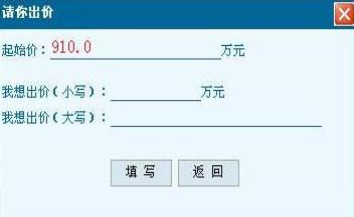 请你出价
起始价：910.0 万元
我想出价（小写）： 万元
我想出价（大写）：
填 写 返 回